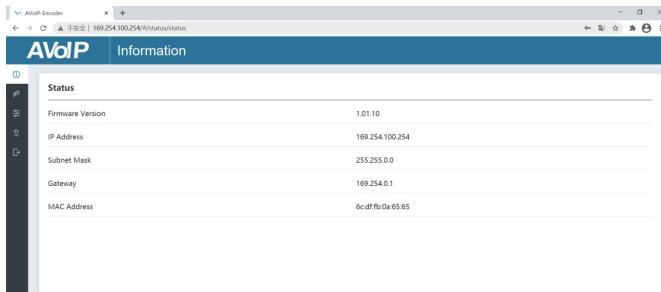 AVoIP-Encoder
不安全 | 169.254.100.254/#/status/status
AVoIP Information
Status
Firmware Version 1.01.10
IP Address 169.254.100.254
Subnet Mask 255.255.0.0
Gateway 169.254.0.1
MAC Address 6c:df:fb:0a:65:65